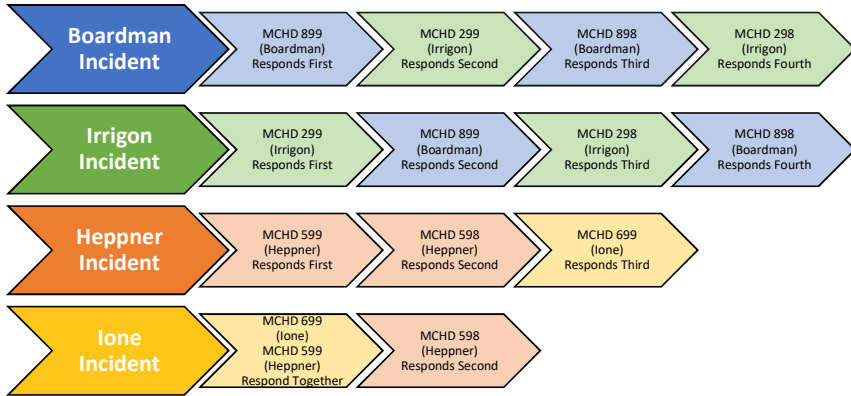 Boardman
Incident
MCHD 899
(Boardman)
Responds First
MCHD 299
(Irrigon)
Responds Second
MCHD 898
(Boardman)
Responds Third
MCHD 298
(Irrigon)
Responds Fourth
Irrigon
Incident
MCHD 299
(Irrigon)
Responds First
MCHD 899
(Boardman)
Responds Second
MCHD 298
(Irrigon)
Responds Third
MCHD 898
(Boardman)
Responds Fourth
Heppner
Incident
MCHD 599
(Heppner)
Responds First
MCHD 598
(Heppner)
Responds Second
MCHD 699
(Ione)
Responds Third
Ione
Incident
MCHD 699
(Ione)
MCHD 599
(Heppner)
Respond Together
MCHD 598
(Heppner)
Responds Second